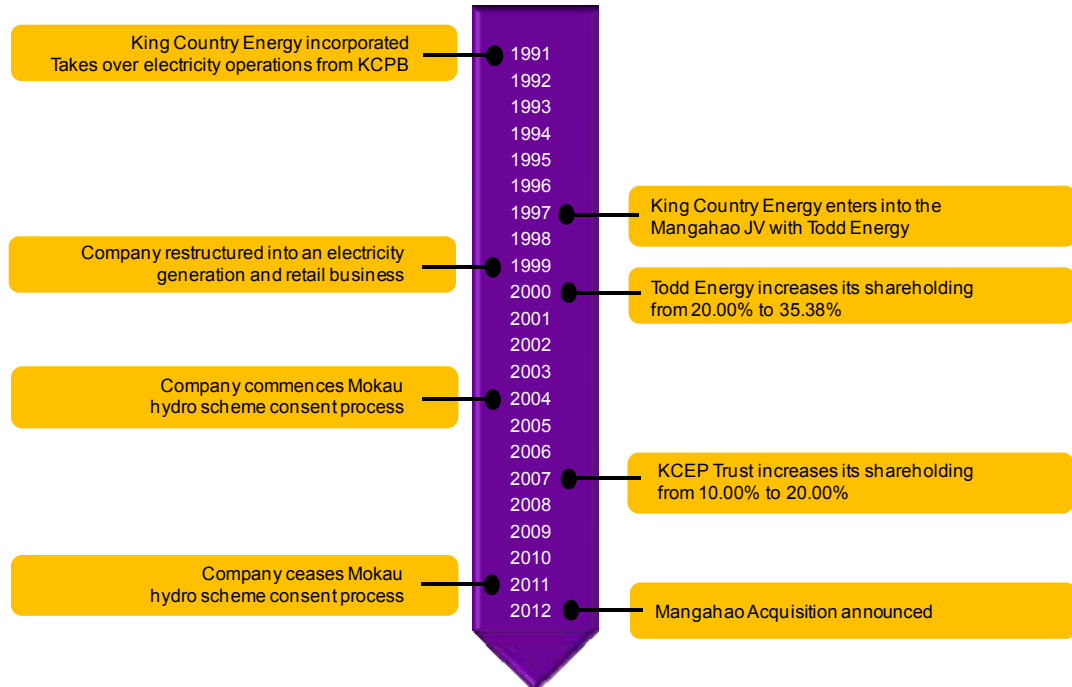 King Country Energy incorporated
Takes over electricity operations from KCPB
1991
1992
1993
1994
1995
1996
1997
King Country Energy enters into the
Mangahao JV with Todd Energy
1998
Company restructured into an electricity
generation and retail business
1999
2000
Todd Energy increases its shareholding
from 20.00% to 35.38%
2001
2002
2003
Company commences Mokau
hydro scheme consent process
2004
2005
2006
2007
KCEP Trust increases its shareholding
from 10.00% to 20.00%
2008
2009
2010
Company ceases Mokau
hydro scheme consent process
2011
2012
Mangahao Acquisition announced